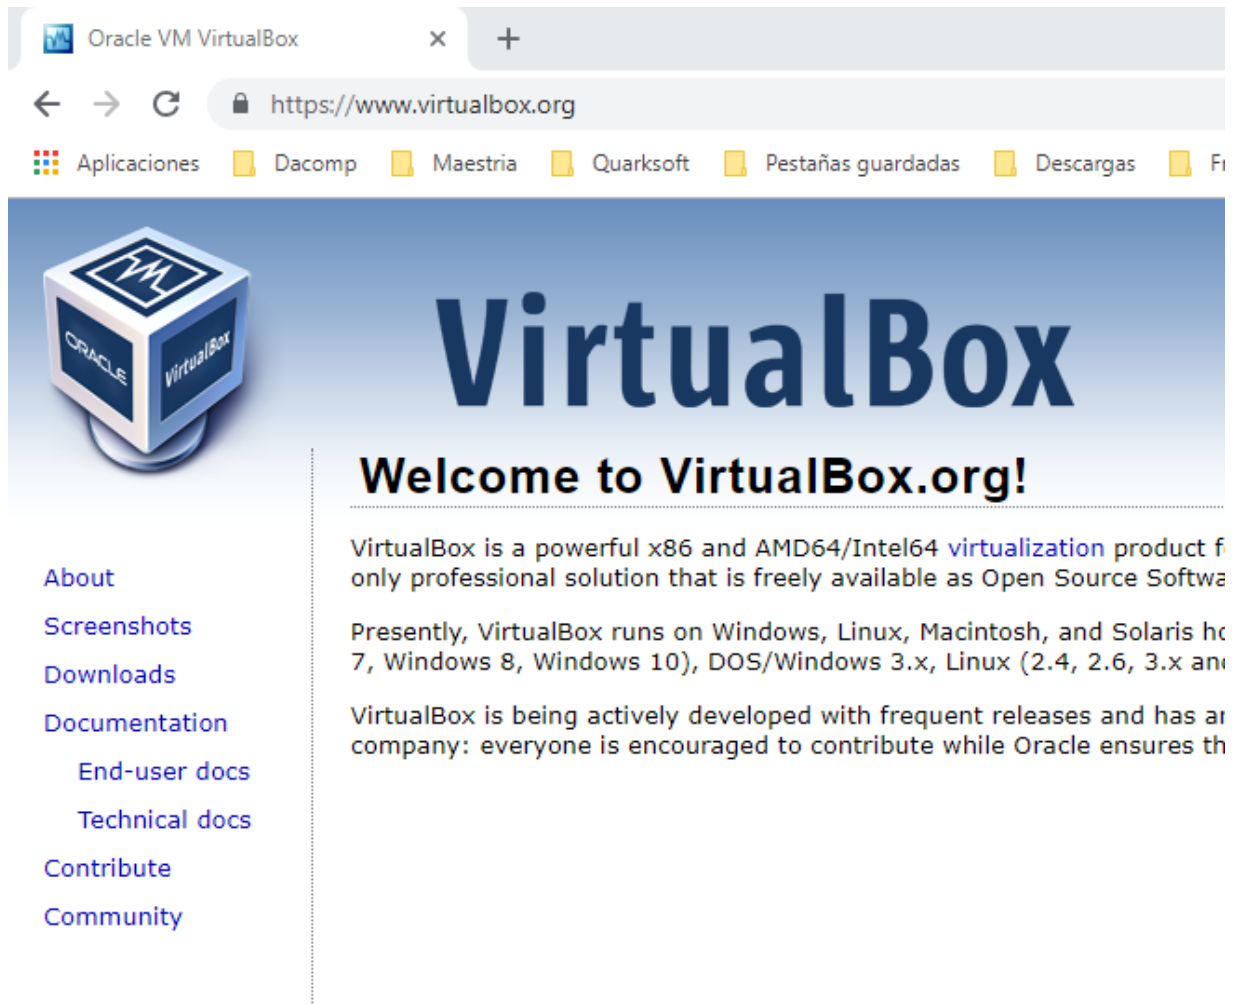 Oracle VM VirtualBox
https://www.virtualbox.org
Aplicaciones Dacomp Maestria Quarksoft Pestañas guardadas Descargas
ORACLE VirtualBox
VirtualBox
Welcome to VirtualBox.org!
VirtualBox is a powerful x86 and AMD64/Intel64 virtualization product
only professional solution that is freely available as Open Source
Presently, VirtualBox runs on Windows, Linux, Macintosh, and Solaris
7, Windows 8, Windows 10), DOS/Windows 3.x, Linux (2.4, 2.6, 3.x
VirtualBox is being actively developed with frequent releases and has
company: everyone is encouraged to contribute while Oracle ensures
About
Screenshots
Downloads
Documentation
End-user docs
Technical docs
Contribute
Community